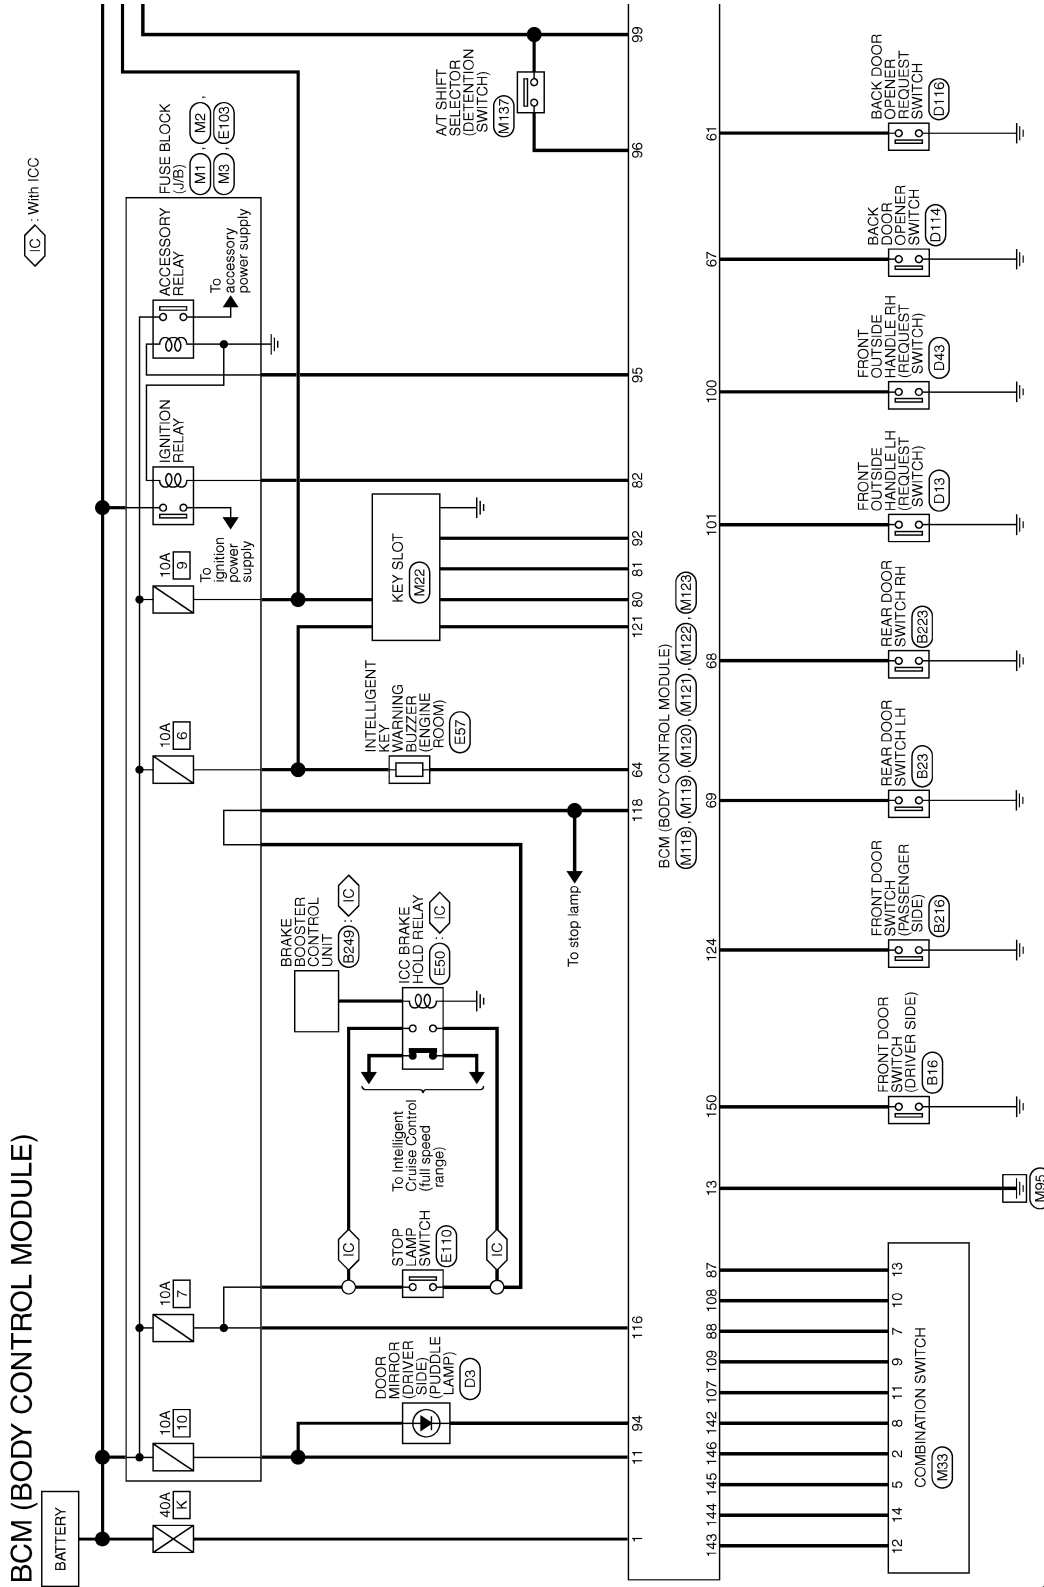 BCM (BODY CONTROL MODULE)
IC : With ICC
BATTERY
40A
K
10A
10
10A
7
10A
6
10A
9
To
ignition
power
supply
IGNITION
RELAY
ACCESSORY
RELAY
To
accessory
power supply
FUSE BLOCK
(J/B)
M1 , M2 ,
M3 , E103
DOOR
MIRROR
(DRIVER
SIDE)
(PUDDLE
LAMP)
D3
STOP
LAMP
SWITCH
E110
IC
IC
To Intelligent
Cruise Control
(full speed
range)
BRAKE
BOOSTER
CONTROL
UNIT
B249 : IC
ICC BRAKE
HOLD RELAY
E50 : IC
To stop lamp
INTELLIGENT
KEY
WARNING
BUZZER
(ENGINE
ROOM)
E57
KEY SLOT
M22
A/T SHIFT
SELECTOR
(DETENTION
SWITCH)
M137
1
11
94
116
118
64
121
80
81
92
82
95
96
99
BCM (BODY CONTROL MODULE)
M118 , M119 , M120 , M121 , M122 , M123
143
144
145
146
142
107
109
88
108
87
13
150
124
69
68
101
100
67
61
12
14
5
2
8
11
9
7
10
13
COMBINATION SWITCH
M33
M95
FRONT DOOR
SWITCH
(DRIVER SIDE)
B16
FRONT DOOR
SWITCH
(PASSENGER
SIDE)
B216
REAR DOOR
SWITCH LH
B23
REAR DOOR
SWITCH RH
B223
FRONT
OUTSIDE
HANDLE LH
(REQUEST
SWITCH)
D13
FRONT
OUTSIDE
HANDLE RH
(REQUEST
SWITCH)
D43
BACK
DOOR
OPENER
SWITCH
D114
BACK DOOR
OPENER
REQUEST
SWITCH
D116